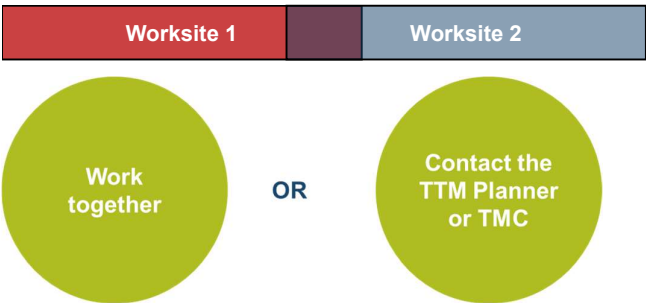 Worksite 1
Worksite 2
Work
together
OR
Contact the
TTM Planner
or TMC